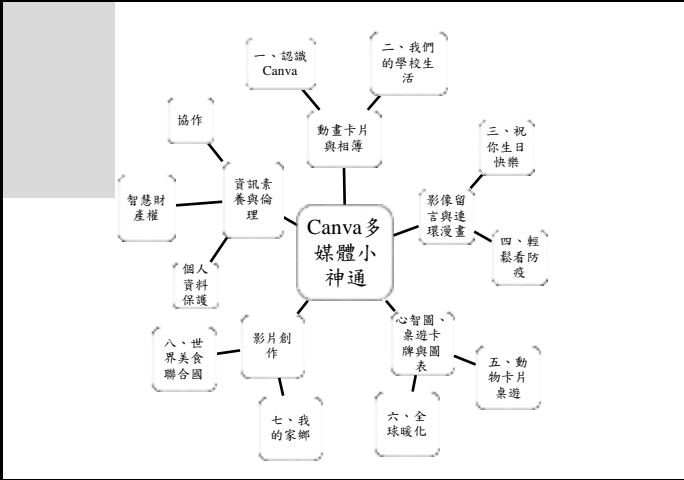 一、認識
Canva
二、我們
的學校生
活
動畫卡片
與相簿
協作
資訊素
養與倫
理
智慧財
產權
個人
資料
保護
Canva多
媒體小
神通
三、祝
你生日
快樂
影像留
言與連
環漫畫
四、輕
鬆看防
疫
心智圖、
桌遊卡
牌與圖
表
五、動
物卡片
桌遊
六、全
球暖化
影片創
作
七、我
的家鄉
八、世
界美食
聯合國